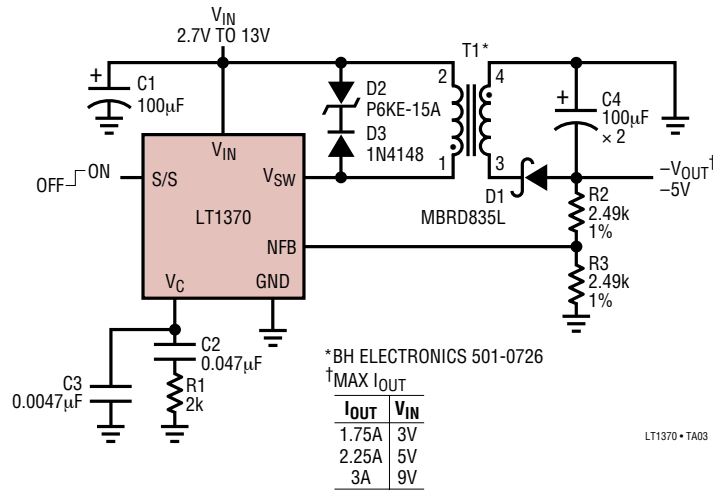 VIN
2.7V TO 13V
T1*
+
C1
100µF
D2
P6KE-15A
D3
1N4148
2
1
4
3
+
C4
100µF
× 2
OFF
ON
S/S
VIN
VSW
LT1370
NFB
VC
GND
D1
MBRD835L
–VOUT†
–5V
R2
2.49k
1%
R3
2.49k
1%
C2
0.047µF
C3
0.0047µF
R1
2k
*BH ELECTRONICS 501-0726
†MAX IOUT
IOUT VIN
1.75A 3V
2.25A 5V
3A 9V
LT1370 • TA03